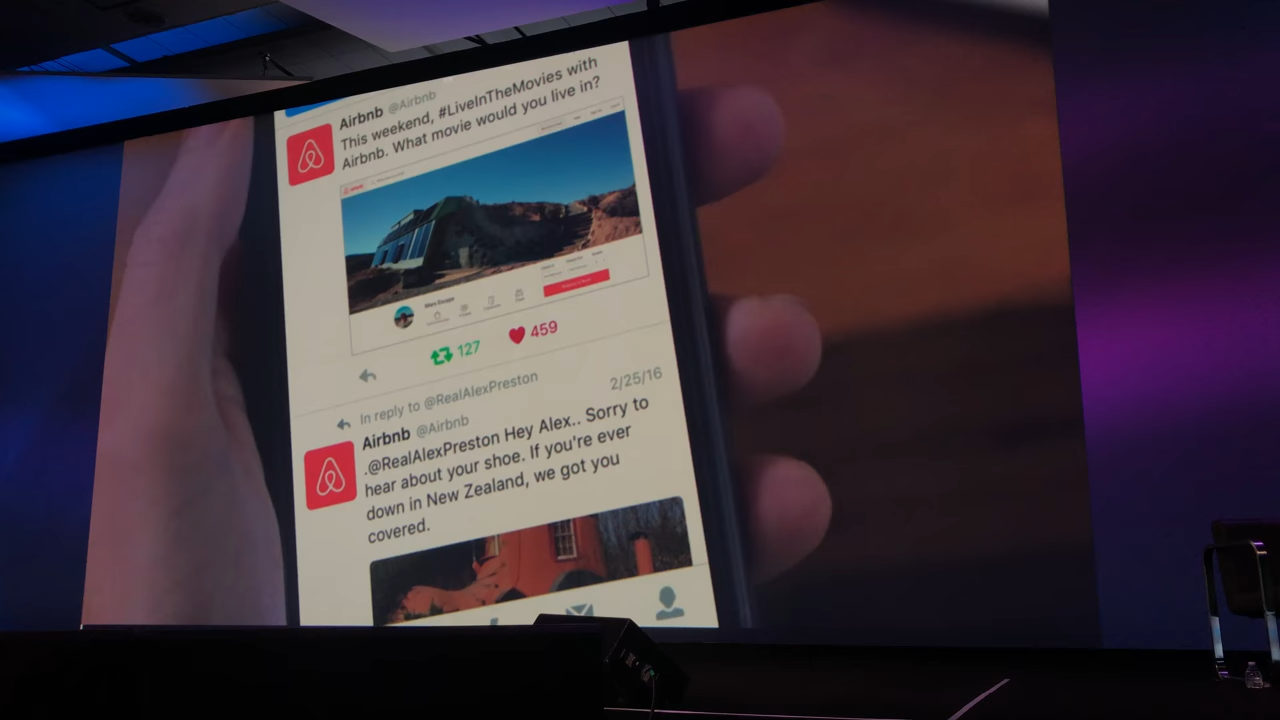 Airbnb @Airbnb
This weekend, #LiveInTheMovies with
Airbnb. What movie would you live in?
127
459
In reply to @RealAlexPreston
2/25/16
Airbnb @Airbnb
.@RealAlexPreston Hey Alex.. Sorry to
hear about your shoe. If you're ever
down in New Zealand, we got you
covered.